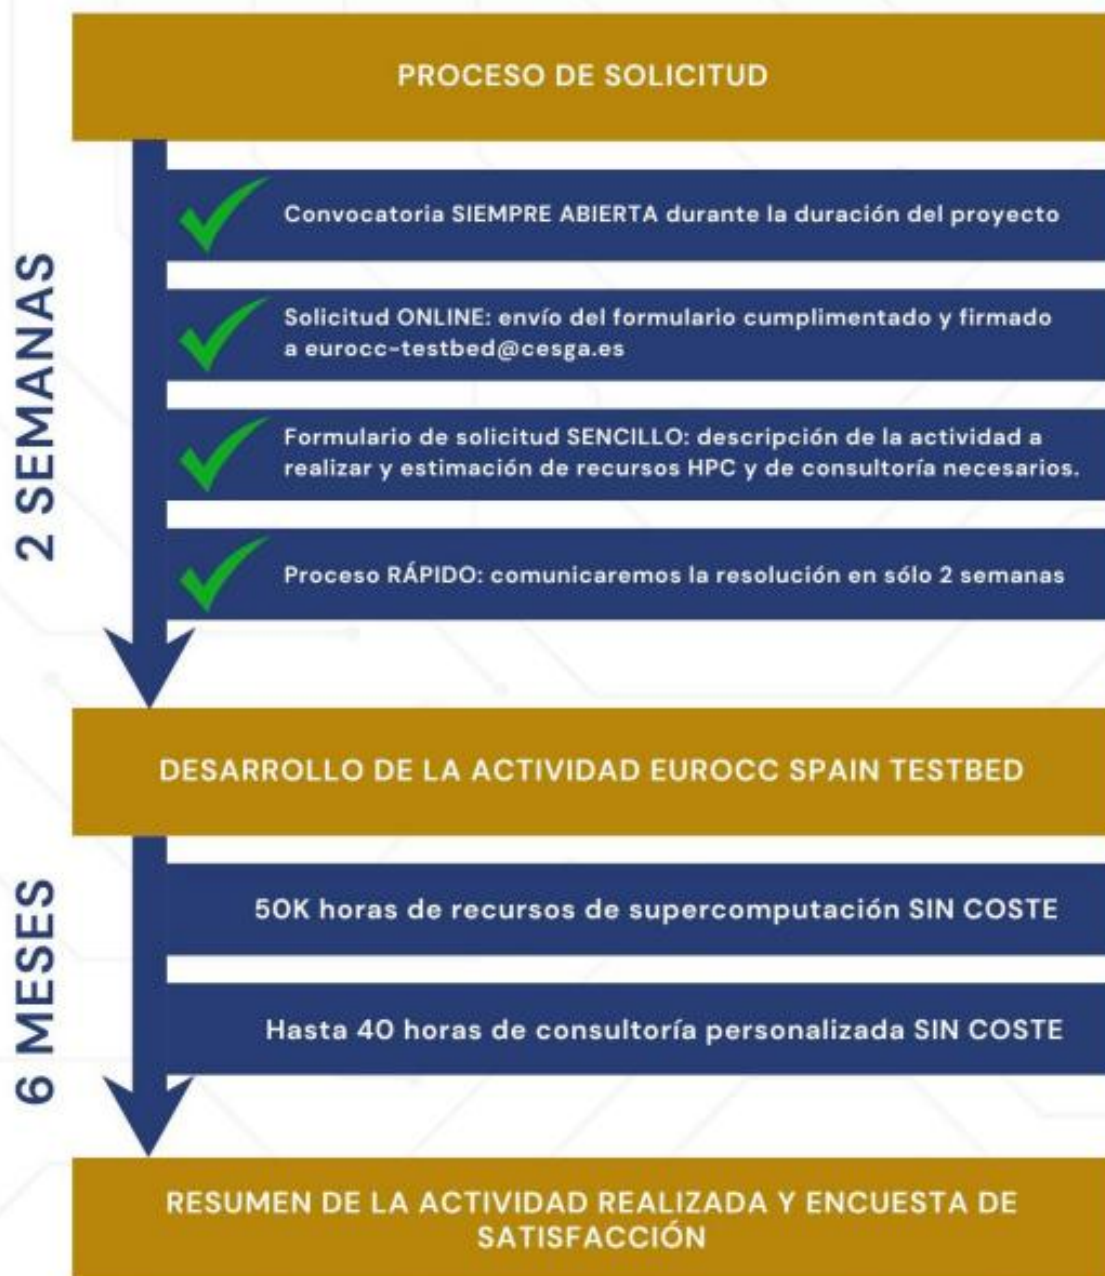 PROCESO DE SOLICITUD
2 SEMANAS
Convocatoria SIEMPRE ABIERTA durante la duración del proyecto
Solicitud ONLINE: envío del formulario cumplimentado y firmado
a eurocc-testbed@cesga.es
Formulario de solicitud SENCILLO: descripción de la actividad a
realizar y estimación de recursos HPC y de consultoría necesarios.
Proceso RÁPIDO: comunicaremos la resolución en sólo 2 semanas
DESARROLLO DE LA ACTIVIDAD EUROCC SPAIN TESTBED
6 MESES
50K horas de recursos de supercomputación SIN COSTE
Hasta 40 horas de consultoría personalizada SIN COSTE
RESUMEN DE LA ACTIVIDAD REALIZADA Y ENCUESTA DE
SATISFACCIÓN